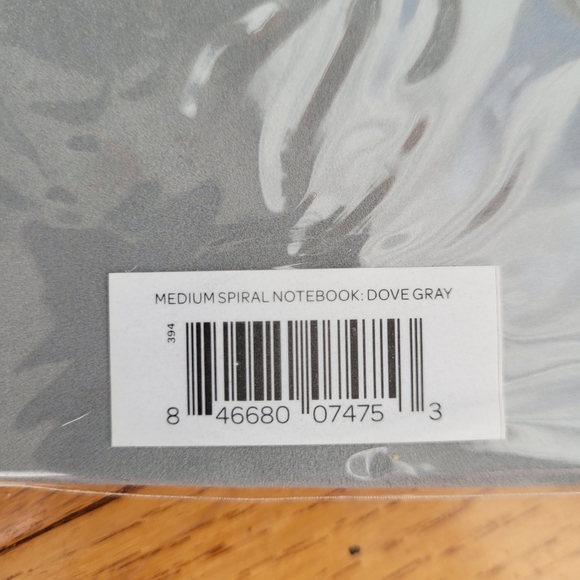 MEDIUM SPIRAL NOTEBOOK: DOVE GRAY
394
8 46680 07475 3